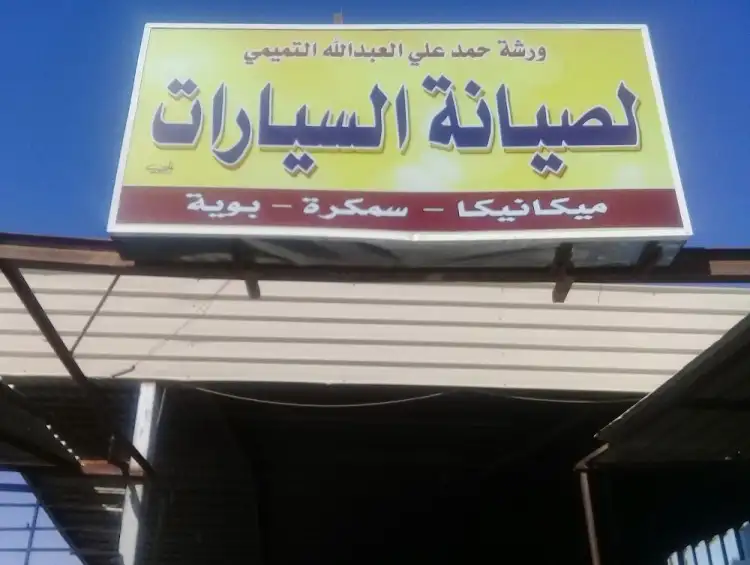 ورشة حمد علي العبدالله التميمي
لصيانة السيارات
ميكانيكا - سمكرة - بوية